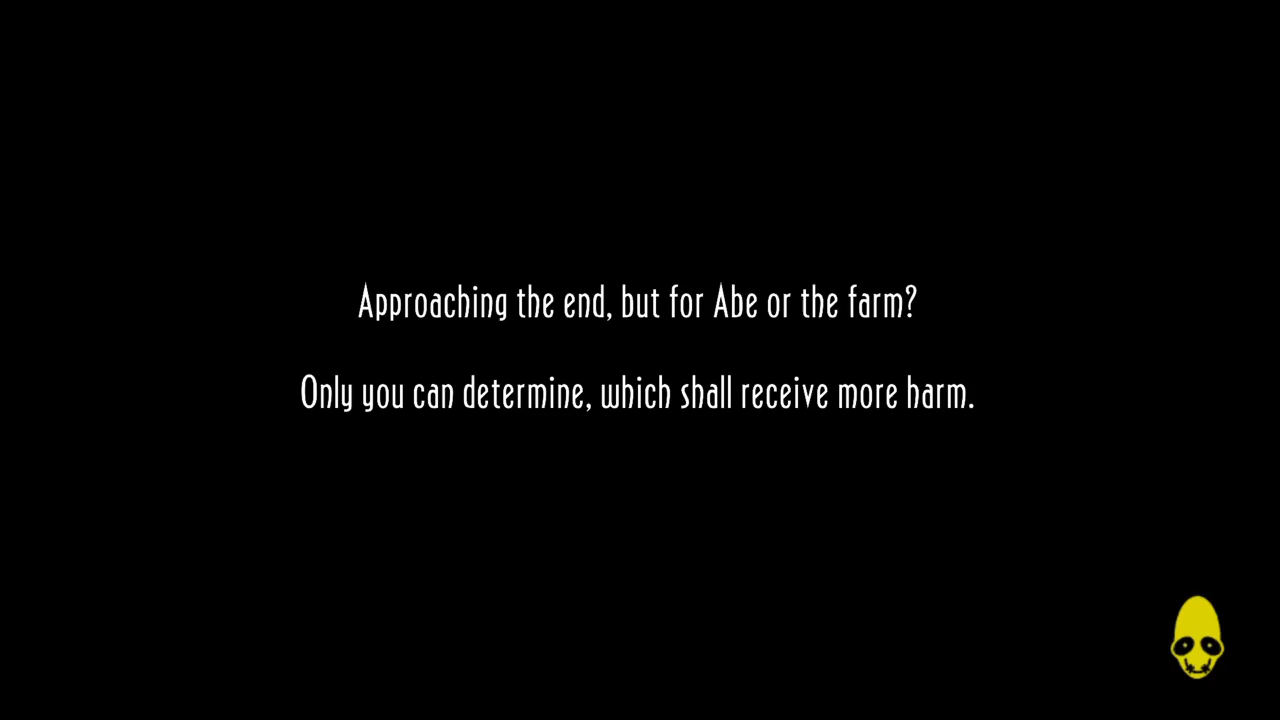 Approaching the end, but for Abe or the farm?
Only you can determine, which shall receive more harm.